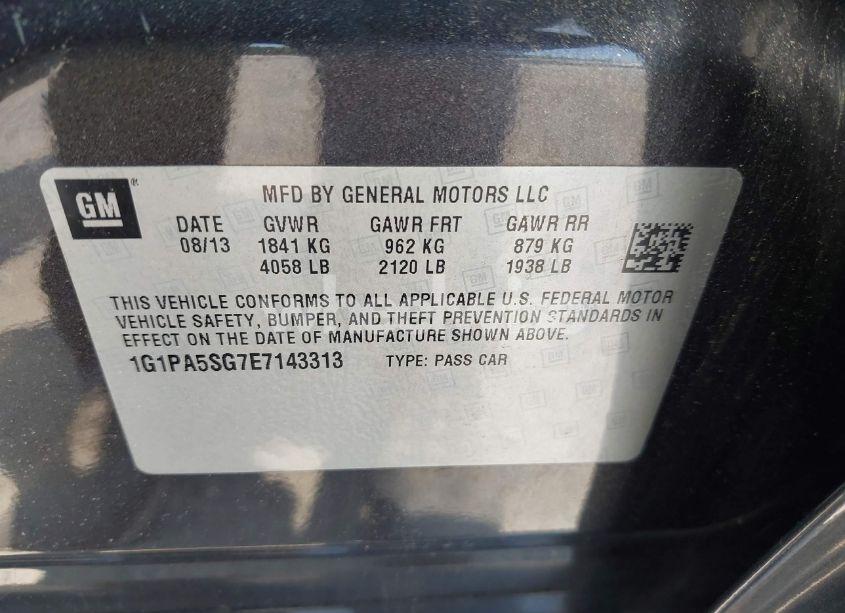 GM®
MFD BY GENERAL MOTORS LLC
DATE GVWR GAWR FRT GAWR RR
08/13 1841 KG 962 KG 879 KG
4058 LB 2120 LB 1938 LB
THIS VEHICLE CONFORMS TO ALL APPLICABLE U.S. FEDERAL MOTOR
VEHICLE SAFETY, BUMPER, AND THEFT PREVENTION STANDARDS IN
EFFECT ON THE DATE OF MANUFACTURE SHOWN ABOVE.
1G1PA5SG7E7143313 TYPE: PASS CAR